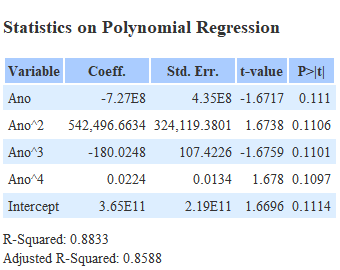 Statistics on Polynomial Regression
Variable Coeff. Std. Err. t-value P>|t|
Ano -7.27E8 4.35E8 -1.6717 0.111
Ano^2 542,496.6634 324,119.3801 1.6738 0.1106
Ano^3 -180.0248 107.4226 -1.6759 0.1101
Ano^4 0.0224 0.0134 1.678 0.1097
Intercept 3.65E11 2.19E11 1.6696 0.1114
R-Squared: 0.8833
Adjusted R-Squared: 0.8588